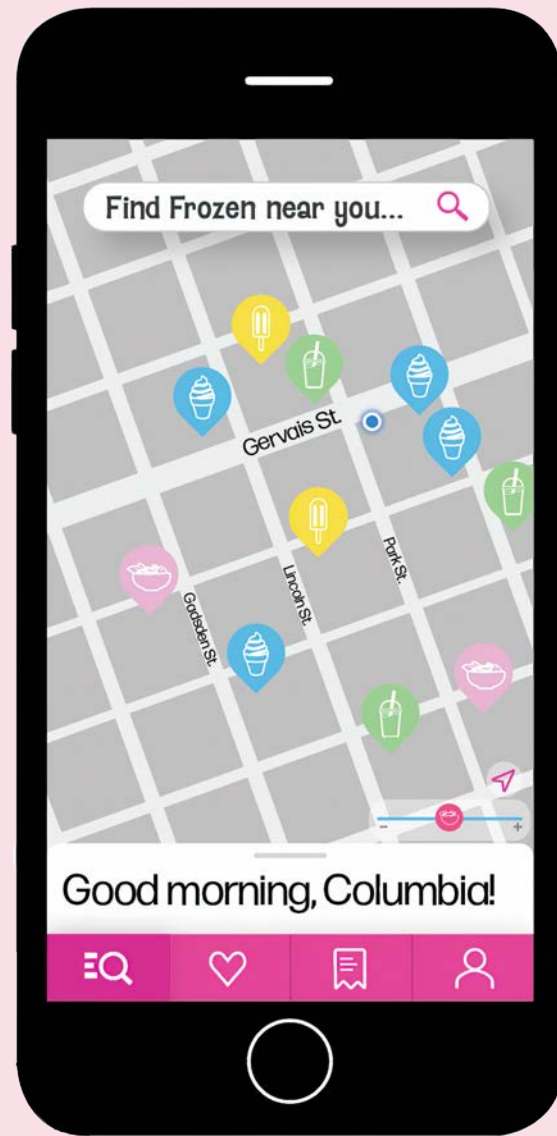 Find Frozen near you...
Gervais St.
Park St.
Lincoln St.
Gadsden St.
- +
Good morning, Columbia!